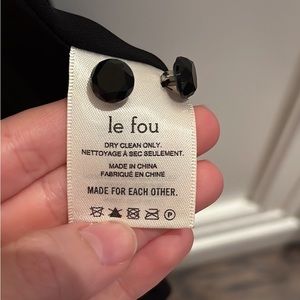 le fou
DRY CLEAN ONLY.
NETTOYAGE À SEC SEULEMENT.
MADE IN CHINA
FABRIQUÉ EN CHINE
MADE FOR EACH OTHER.
P